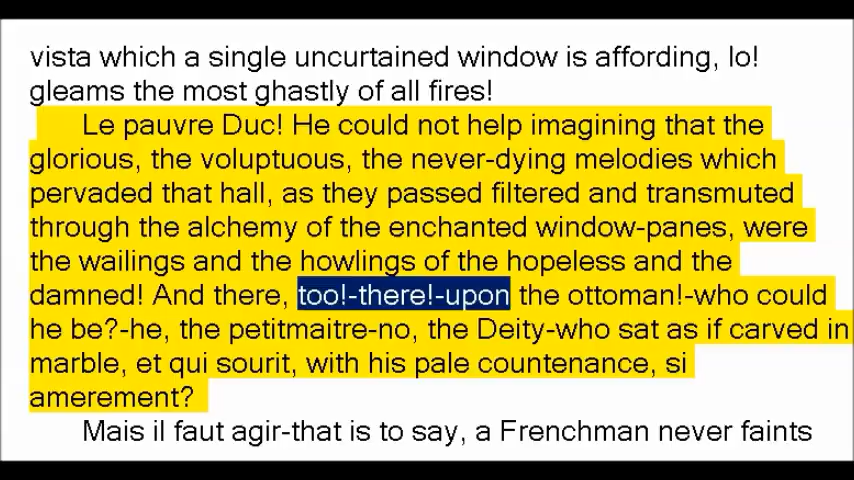 vista which a single uncurtained window is affording, lo!
gleams the most ghastly of all fires!
Le pauvre Duc! He could not help imagining that the
glorious, the voluptuous, the never-dying melodies which
pervaded that hall, as they passed filtered and transmuted
through the alchemy of the enchanted window-panes, were
the wailings and the howlings of the hopeless and the
damned! And there, too!-there!-upon the ottoman!-who could
he be?-he, the petitmaitre-no, the Deity-who sat as if carved in
marble, et qui sourit, with his pale countenance, si
amerement?
Mais il faut agir-that is to say, a Frenchman never faints